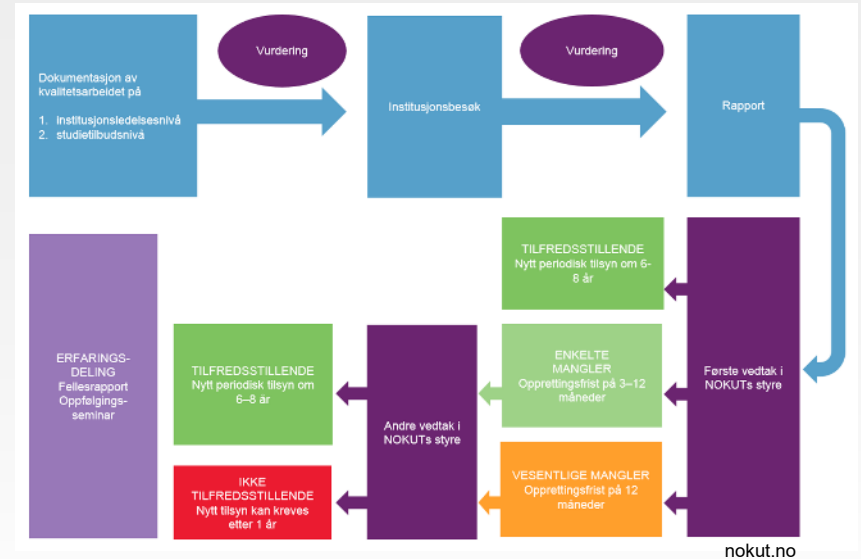 Vurdering
Vurdering
Dokumentasjon av
kvalitetsarbeidet på
1. institusjonsledelsesnivå
2. studietilbudsnivå
Institusjonsbesøk
Rapport
TILFREDSSTILLENDE
Nytt periodisk tilsyn om 6-
8 år
ENKELTE
MANGLER
Opprettingsfrist på 3–12
måneder
VESENTLIGE MANGLER
Opprettingsfrist på 12
måneder
Første vedtak i
NOKUTs styre
Andre vedtak i
NOKUTs styre
TILFREDSSTILLENDE
Nytt periodisk tilsyn om
6–8 år
IKKE
TILFREDSSTILLENDE
Nytt tilsyn kan kreves
etter 1 år
ERFARINGS-
DELING
Fellesrapport
Oppfølgings-
seminar
nokut.no